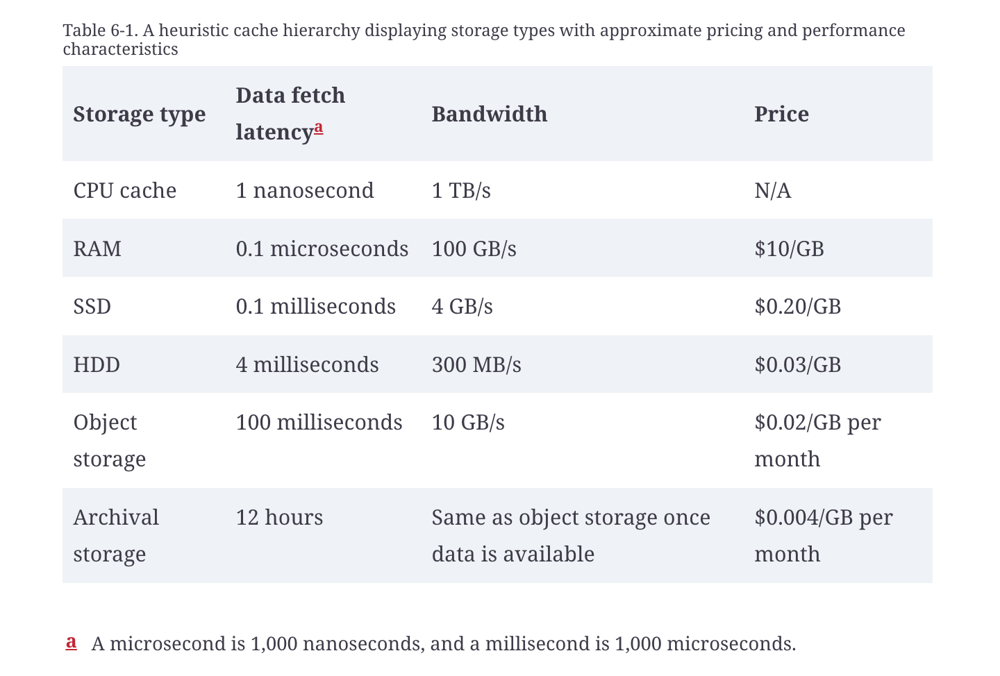 Table 6-1. A heuristic cache hierarchy displaying storage types with approximate pricing and performance
characteristics
Storage type
Data fetch
latencya
Bandwidth
Price
CPU cache
1 nanosecond
1 TB/s
N/A
RAM
0.1 microseconds
100 GB/s
$10/GB
SSD
0.1 milliseconds
4 GB/s
$0.20/GB
HDD
4 milliseconds
300 MB/s
$0.03/GB
Object
storage
100 milliseconds
10 GB/s
$0.02/GB per
month
Archival
storage
12 hours
Same as object storage once
data is available
$0.004/GB per
month
a A microsecond is 1,000 nanoseconds, and a millisecond is 1,000 microseconds.